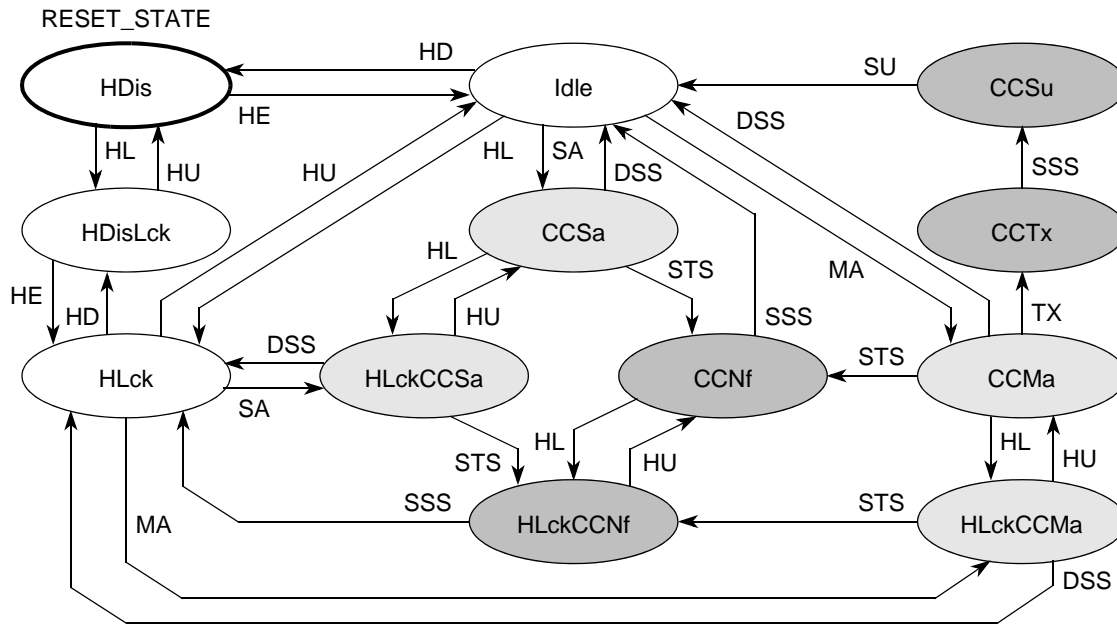 RESET_STATE
HDis
HD
Idle
SU
CCSu
HE
DSS
HL
HU
HU
HL
SA
DSS
SSS
HDisLck
CCSa
CCTx
HL
STS
MA
HE
HD
HU
SSS
TX
DSS
STS
HLck
HLckCCSa
CCNf
CCMa
SA
HL
HL
STS
HU
HU
SSS
STS
MA
HLckCCNf
HLckCCMa
DSS